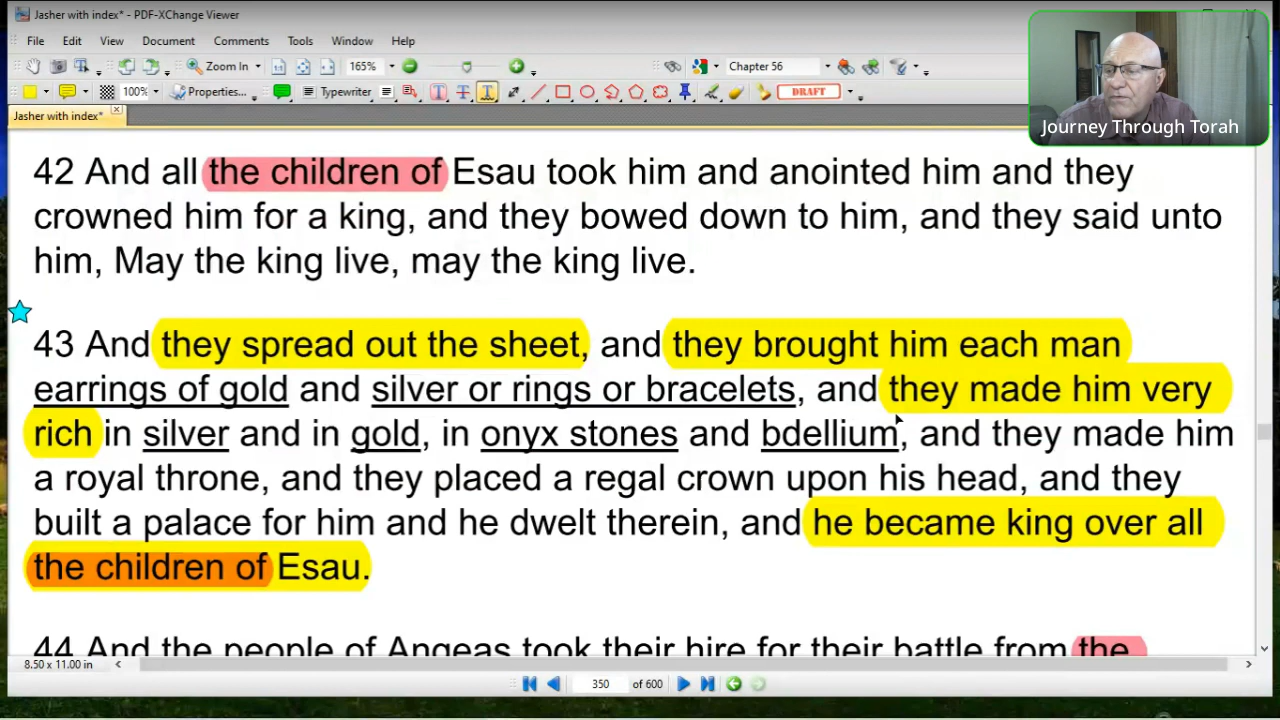 Jasher with index* - PDF-XChange Viewer
File Edit View Document Comments Tools Window Help
Zoom In 165% Chapter 56
100% Properties... Typewriter DRAFT
Jasher with index*
Journey Through Torah
42 And all the children of Esau took him and anointed him and they
crowned him for a king, and they bowed down to him, and they said unto
him, May the king live, may the king live.
43 And they spread out the sheet, and they brought him each man
earrings of gold and silver or rings or bracelets, and they made him very
rich in silver and in gold, in onyx stones and bdellium, and they made him
a royal throne, and they placed a regal crown upon his head, and they
built a palace for him and he dwelt therein, and he became king over all
the children of Esau.
44 And the people of Angeas took their hire for their battle from the
8.50 x 11.00 in
350 of 600